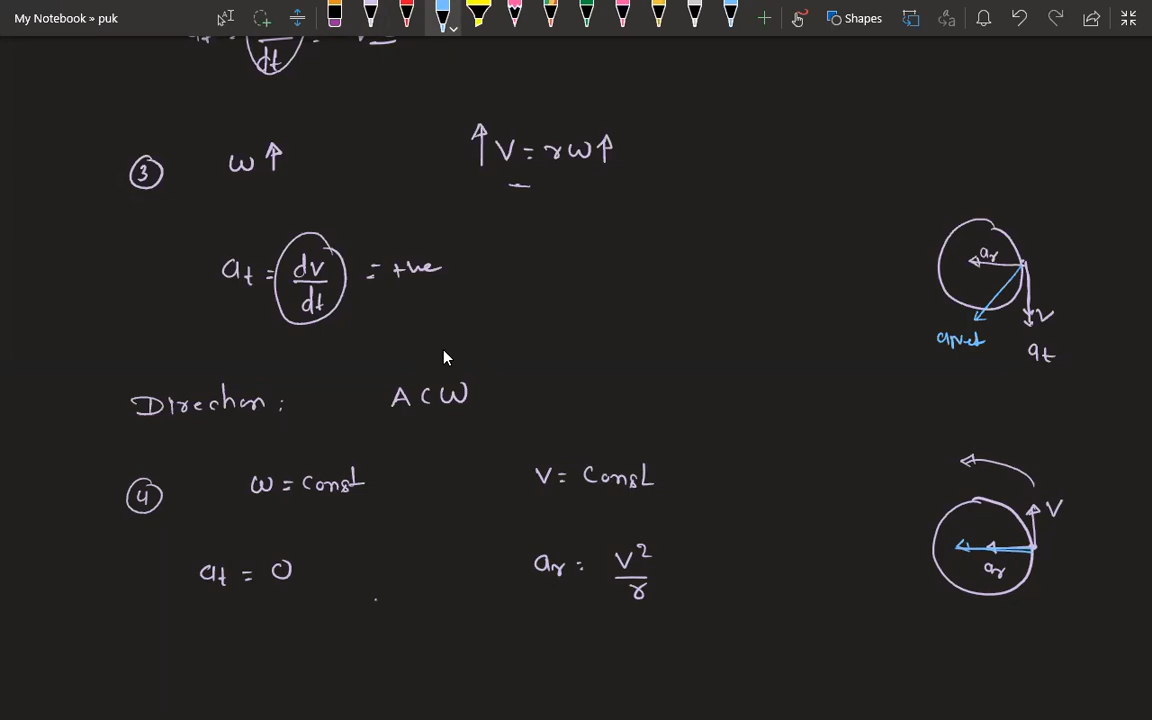 My Notebook » puk
Shapes
dt
③ ω↑ ↑V = rω↑
at = dv/dt = +ve
ar
V
anet
at
Direction: ACW
④ ω = const V = const
V
at = 0 ar = V²/r
ar